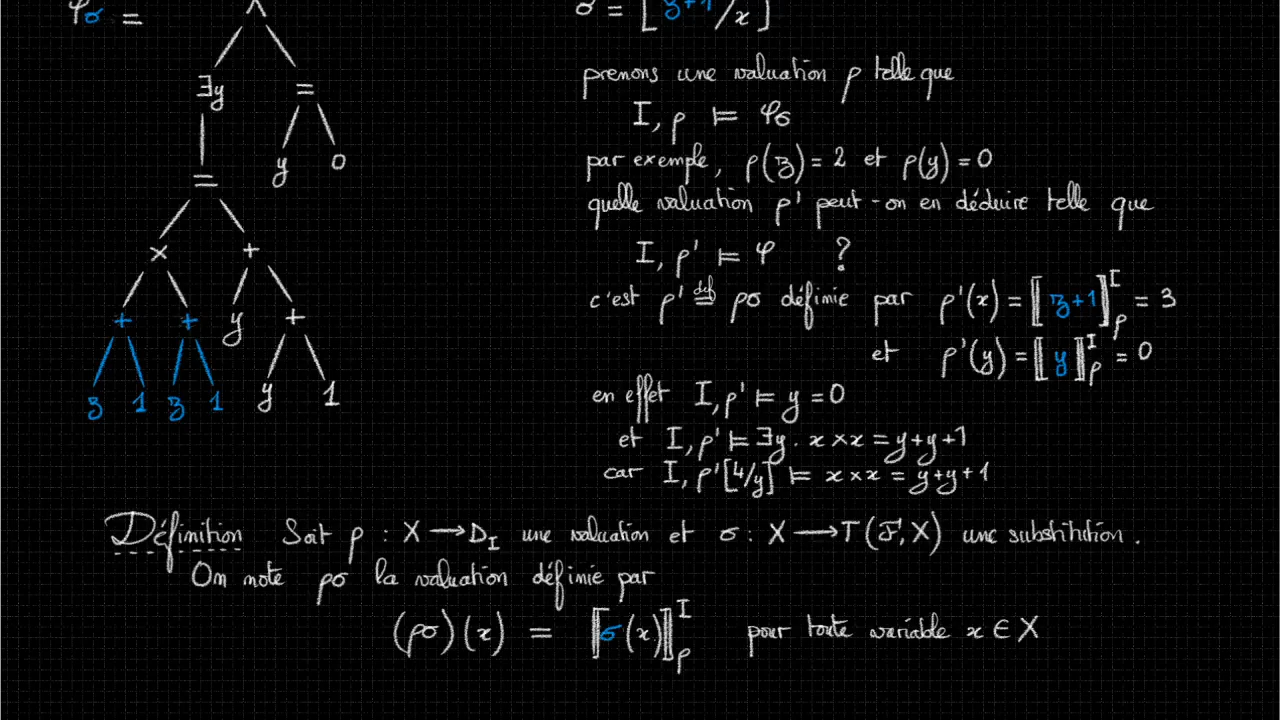 φσ =
∧
∃y =
= y 0
× +
+ + y +
z 1 z 1 y 1
σ = [z+1/x]
prenons une valuation ρ telle que
I, ρ ⊨ φσ
par exemple, ρ(z) = 2 et ρ(y) = 0
quelle valuation ρ' peut-on en déduire telle que
I, ρ' ⊨ φ ?
c'est ρ' ≝ ρσ définie par ρ'(x) = ⟦z+1⟧ᴵρ = 3
et ρ'(y) = ⟦y⟧ᴵρ = 0
en effet I, ρ' ⊨ y = 0
et I, ρ' ⊨ ∃y. x × x = y+y+1
car I, ρ'[4/y] ⊨ x × x = y+y+1
Définition Soit ρ : X → D_I une valuation et σ : X → T(F, X) une substitution.
On note ρσ la valuation définie par
(ρσ)(x) = ⟦σ(x)⟧ᴵρ pour toute variable x ∈ X